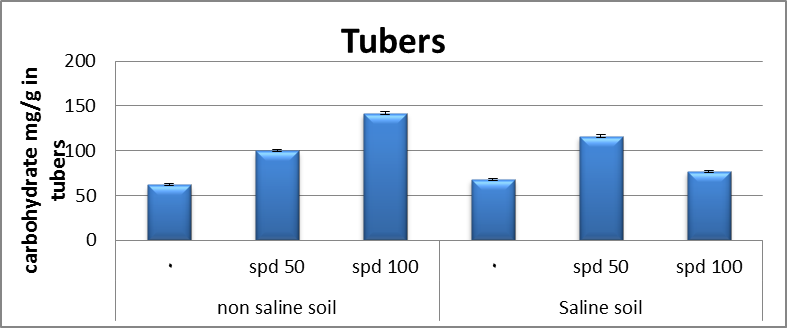 Tubers
carbohydrate mg/g in
tubers
200
150
100
50
0
. spd 50 spd 100 . spd 50 spd 100
non saline soil Saline soil